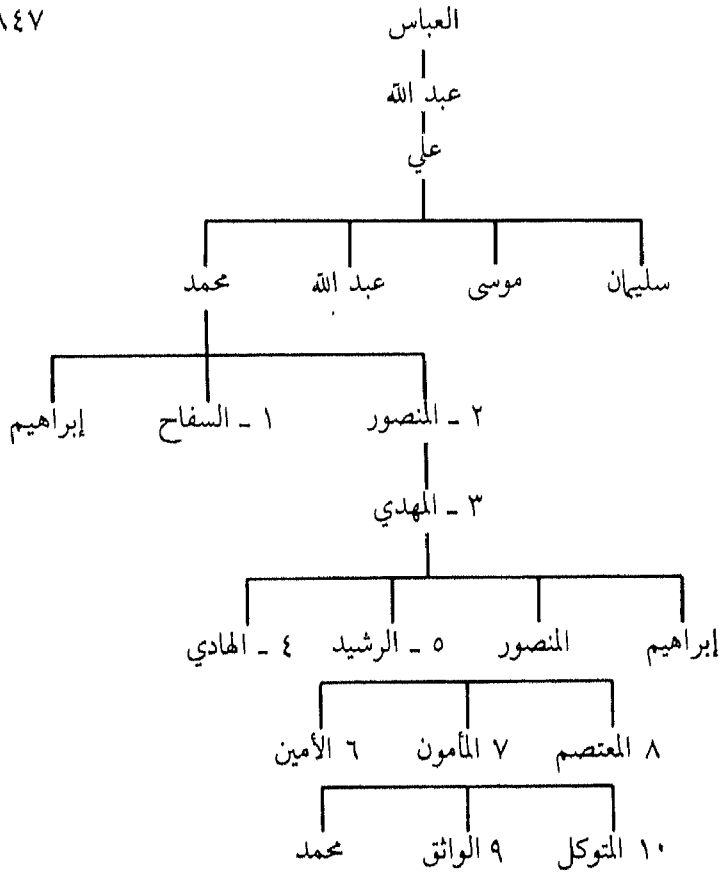 ٨٤٧
العباس
عبد الله
علي
سليمان موسى عبد الله محمد
٢ ـ المنصور ١ ـ السفاح إبراهيم
٣ ـ المهدي
إبراهيم المنصور ٥ ـ الرشيد ٤ ـ الهادي
٨ المعتصم ٧ المأمون ٦ الأمين
١٠ المتوكل ٩ الواثق محمد